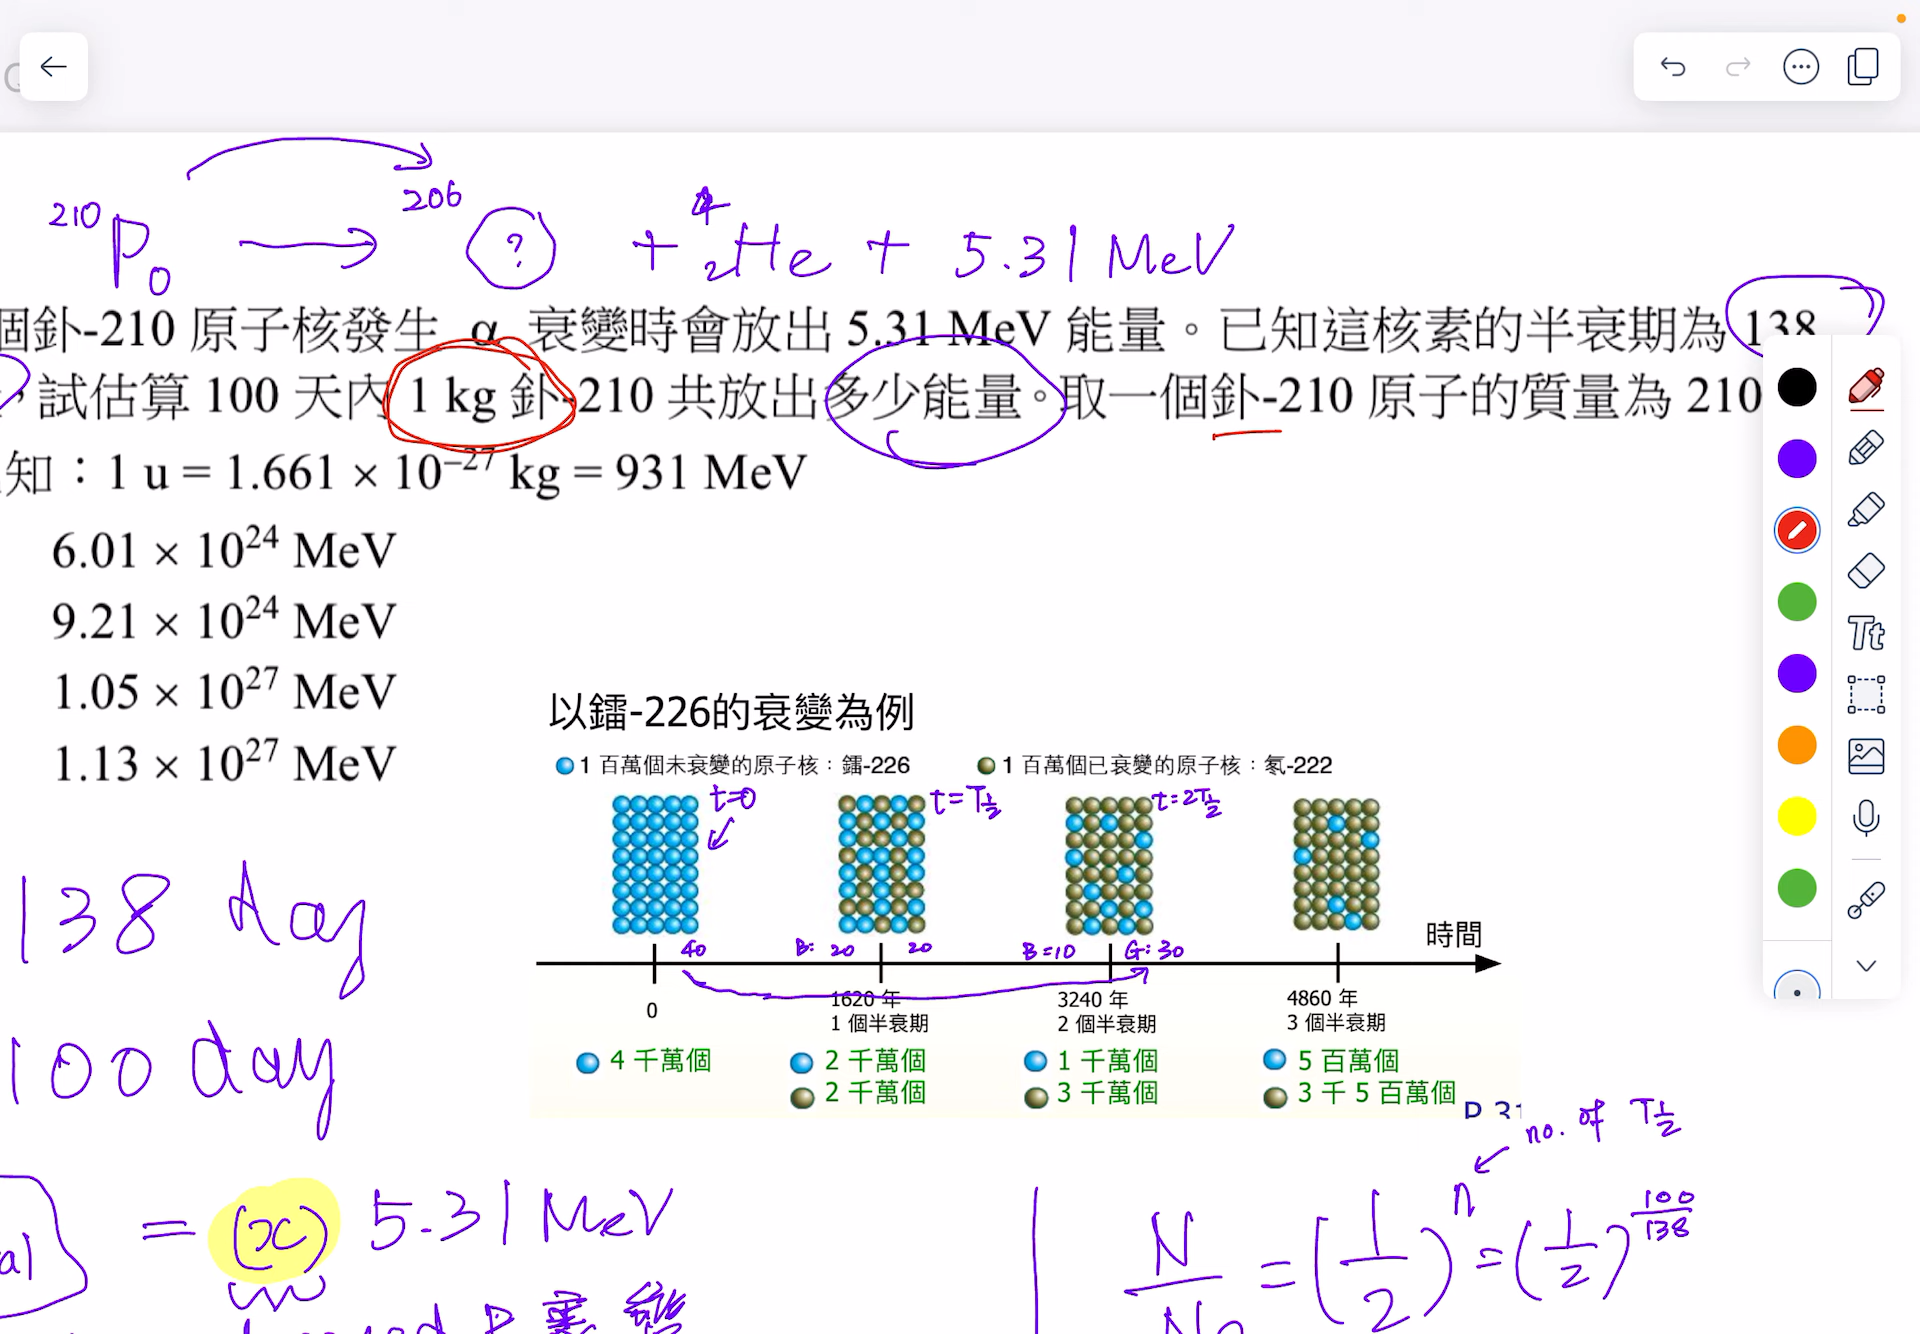 206
²¹⁰Po → ? + ⁴₂He + 5.31 MeV
個釙-210 原子核發生 α 衰變時會放出 5.31 MeV 能量。已知這核素的半衰期為 138
,試估算 100 天內 1 kg 釙-210 共放出多少能量。取一個釙-210 原子的質量為 210
知：1 u = 1.661 × 10⁻²⁷ kg = 931 MeV
6.01 × 10²⁴ MeV
9.21 × 10²⁴ MeV
1.05 × 10²⁷ MeV
1.13 × 10²⁷ MeV
以鐳-226的衰變為例
1 百萬個未衰變的原子核：鐳-226 1 百萬個已衰變的原子核：氡-222
t=0 t=T½ t=2T½
138 day
40 B: 20 20 B=10 G: 30 時間
0 1620 年 3240 年 4860 年
1 個半衰期 2 個半衰期 3 個半衰期
100 day
4 千萬個 2 千萬個 1 千萬個 5 百萬個
2 千萬個 3 千萬個 3 千 5 百萬個
no. of T½
al = (x) 5.31 MeV
N/N₀ = (1/2)ⁿ = (1/2)^(100/138)
Tt